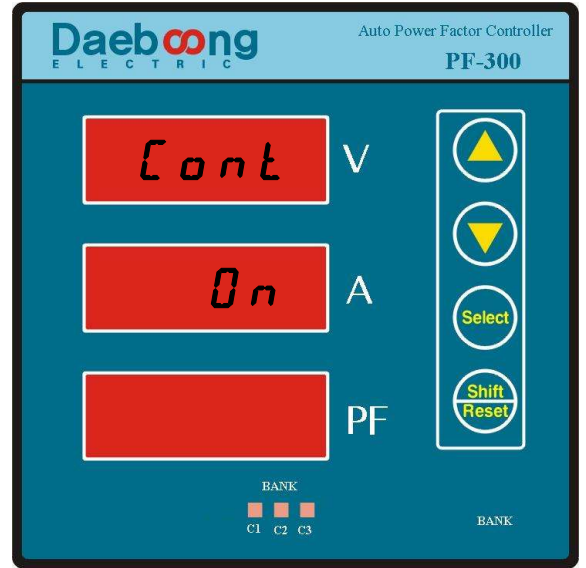 Daeboong
ELECTRIC
Auto Power Factor Controller
PF-300
Cont
V
On
A
PF
Select
Shift
Reset
BANK
C1 C2 C3
BANK